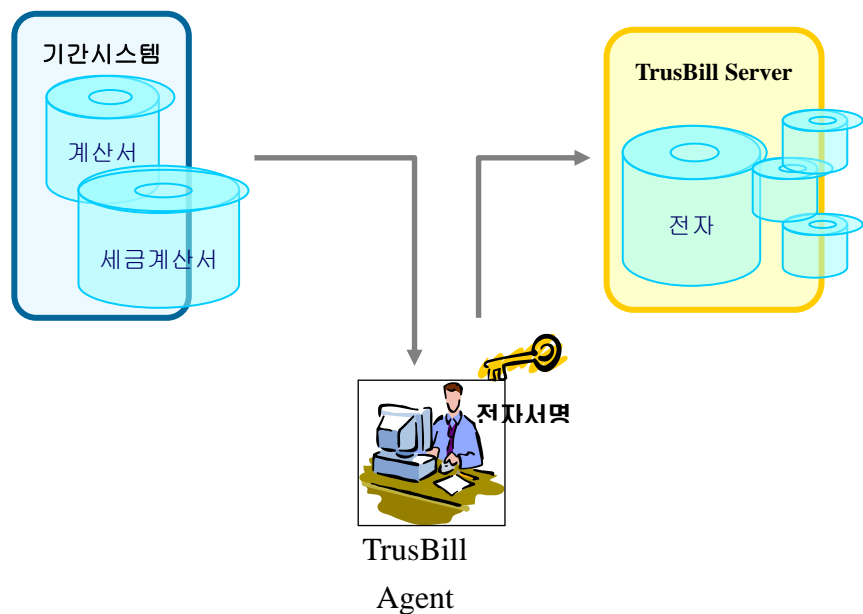 기간시스템
계산서
세금계산서
TrusBill Server
전자
전자서명
TrusBill
Agent